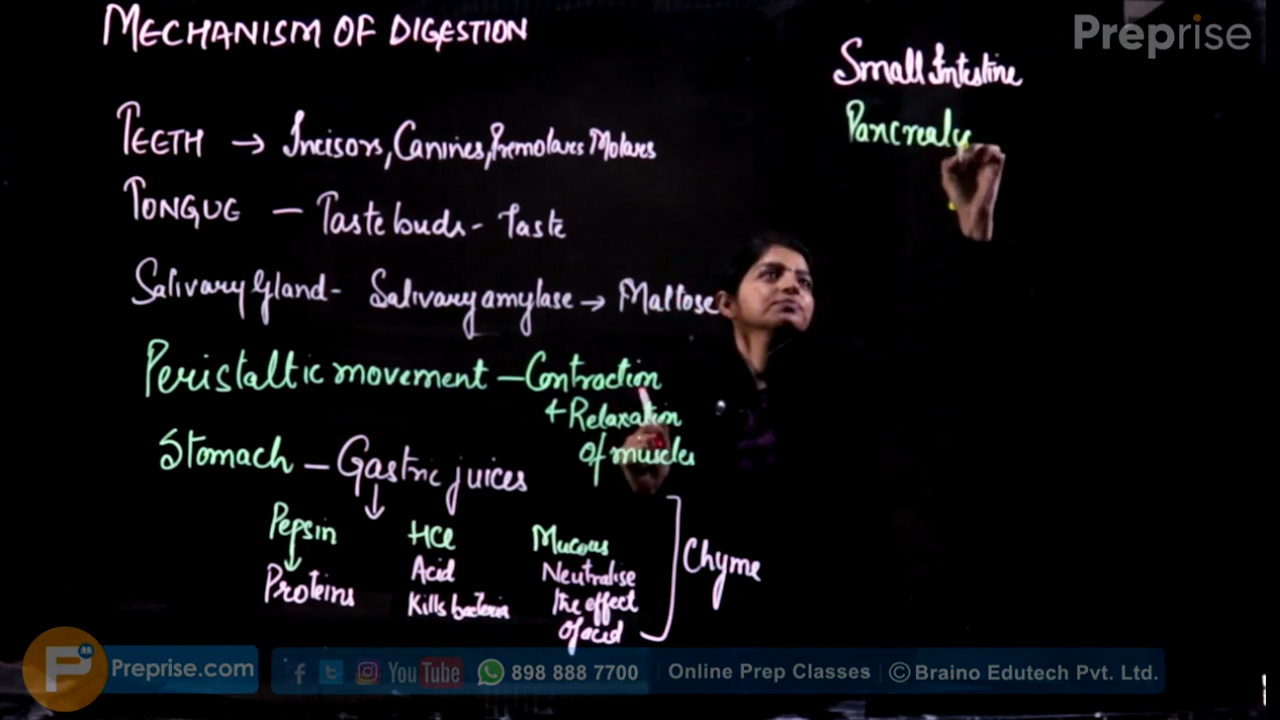 MECHANISM OF DIGESTION
TEETH → Incisors, Canines, Premolars Molars
TONGUE — Taste buds - Taste
Salivary Gland - Salivary amylase → Maltose
Peristaltic movement — Contraction
+ Relaxation
of muscles
Stomach — Gastric juices
↓
Pepsin HCl Mucous
↓ Acid Neutralise
Proteins Kills bacteria the effect
of acid
Chyme
Preprise
Small Intestine
Pancreatic
Preprise.com
You Tube 898 888 7700 | Online Prep Classes | © Braino Edutech Pvt. Ltd.